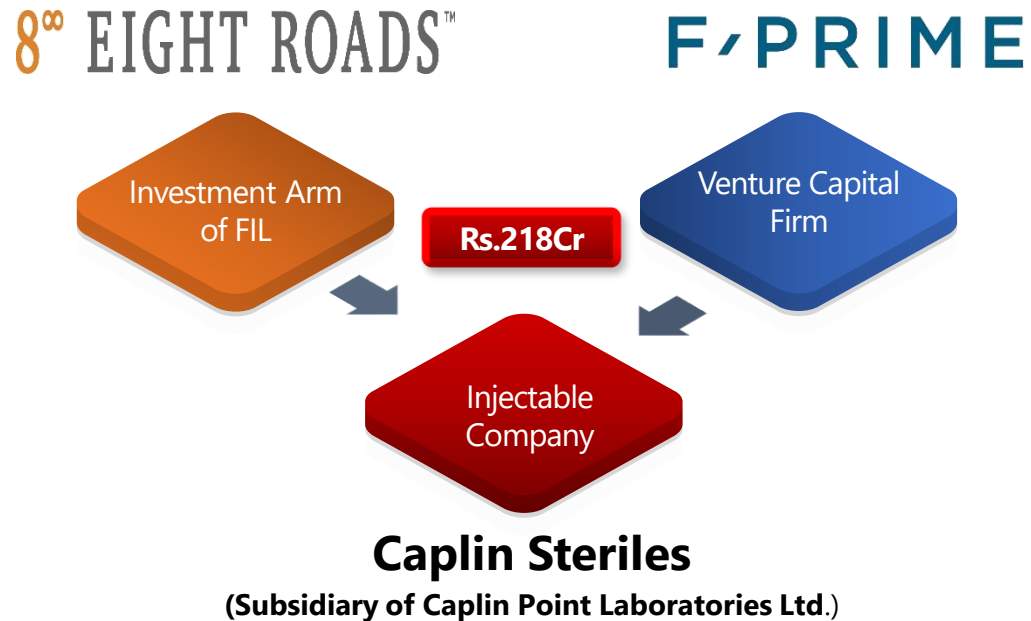 8∞ EIGHT ROADS™
F-PRIME
Investment Arm
of FIL
Rs.218Cr
Venture Capital
Firm
Injectable
Company
Caplin Steriles
(Subsidiary of Caplin Point Laboratories Ltd.)